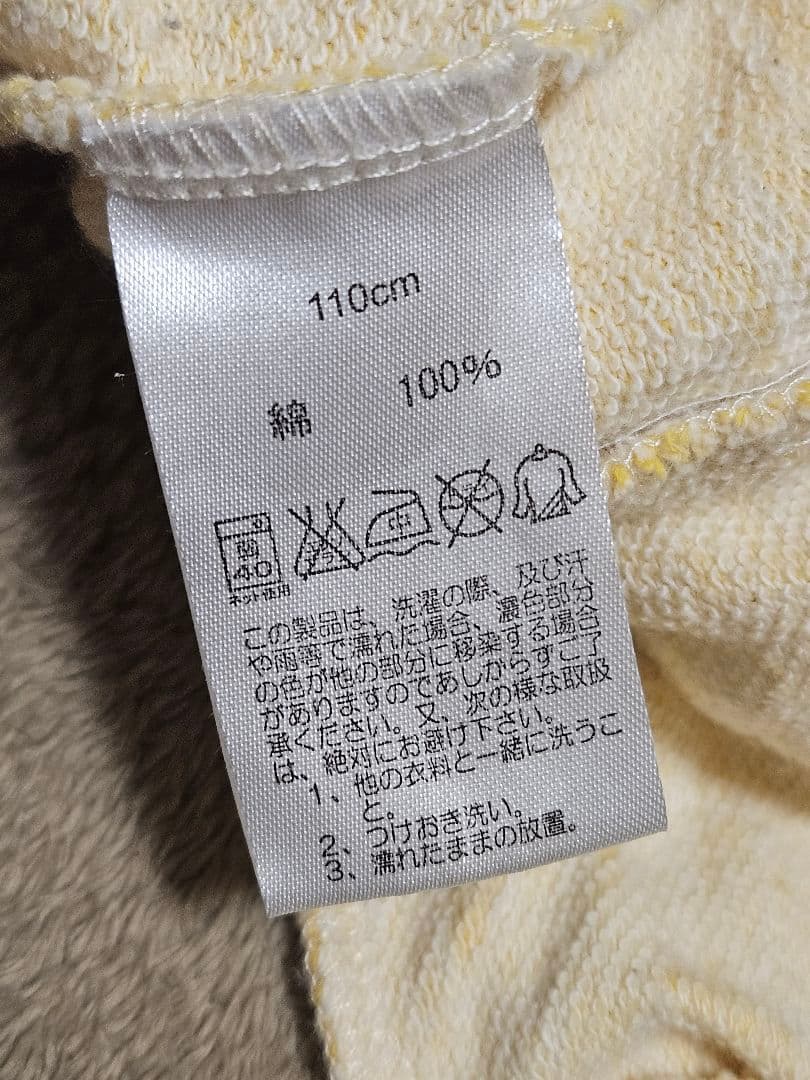 110cm
綿 100%
弱
40
ネット使用
中
この製品は、洗濯の際、及び汗
や雨等で濡れた場合、濃色部分
の色が他の部分に移染する場合
がありますのであしからずご了
承ください。又、次の様な取扱
は、絶対にお避け下さい。
1、他の衣料と一緒に洗うこ
と。
2、つけおき洗い。
3、濡れたままの放置。